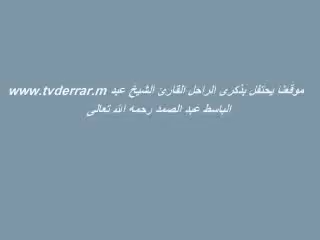 موقعنا يحتفل بذكرى الراحل القارئ الشيخ عبد www.tvderrar.m
الباسط عبد الصمد رحمه الله تعالى